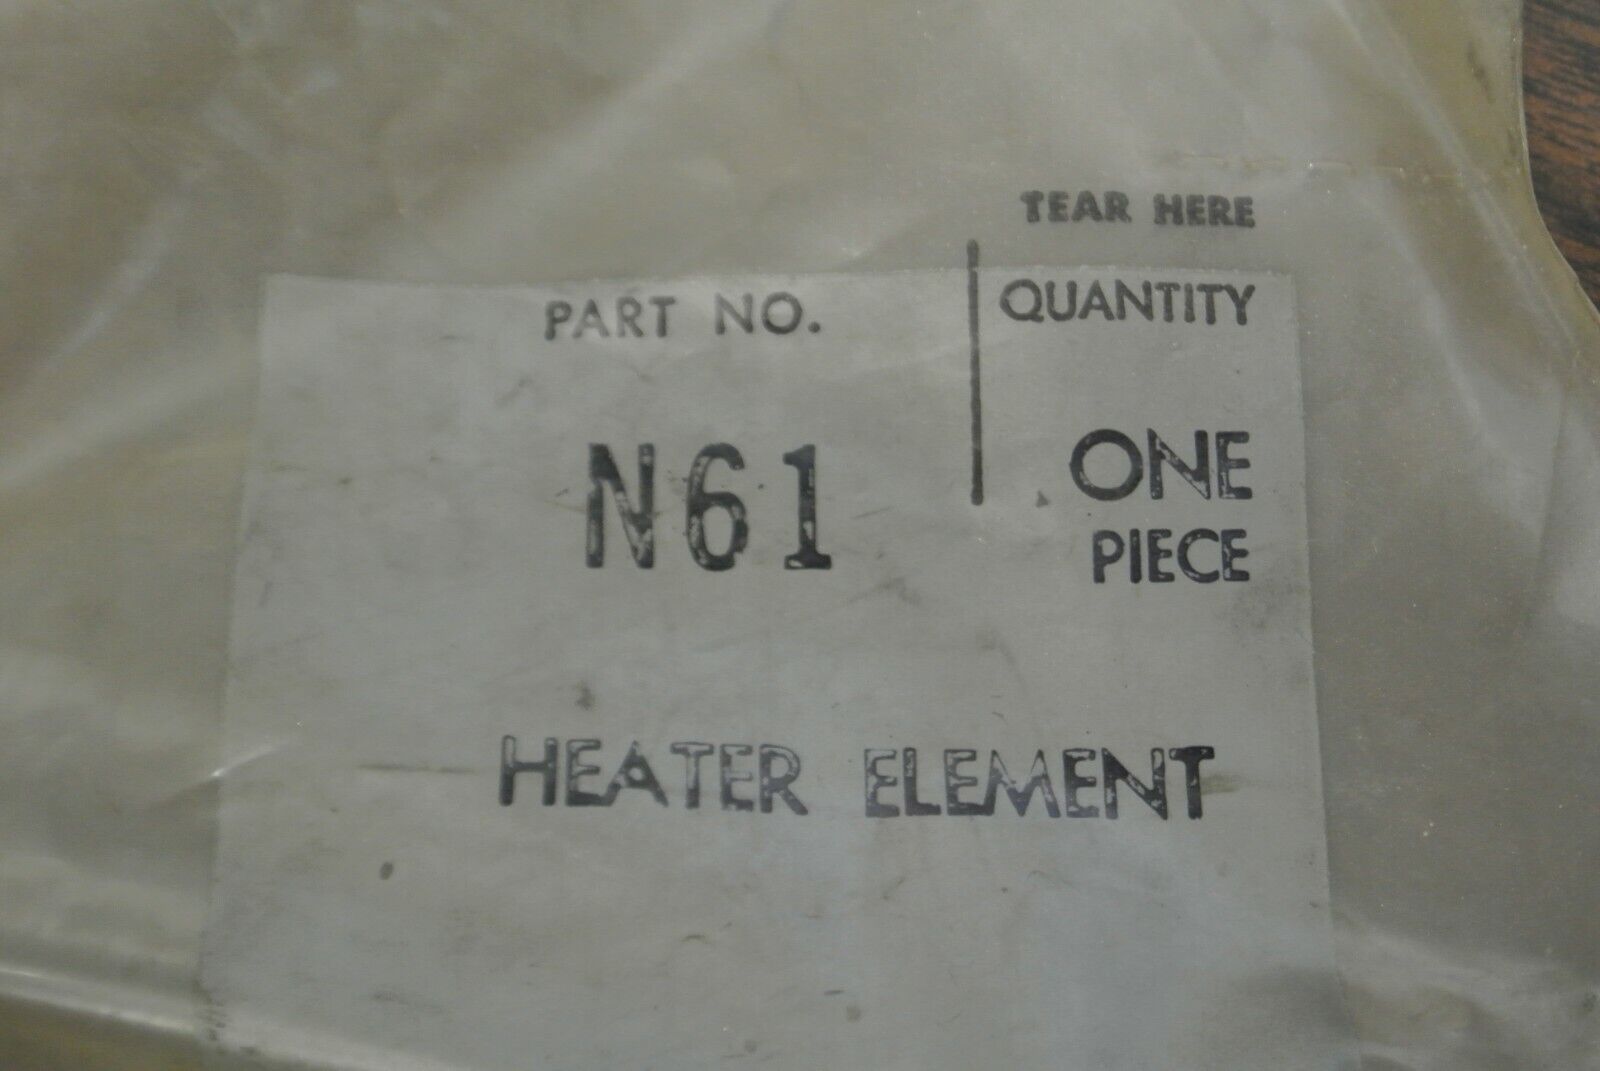 TEAR HERE
PART NO.
QUANTITY
N61
ONE
PIECE
HEATER ELEMENT